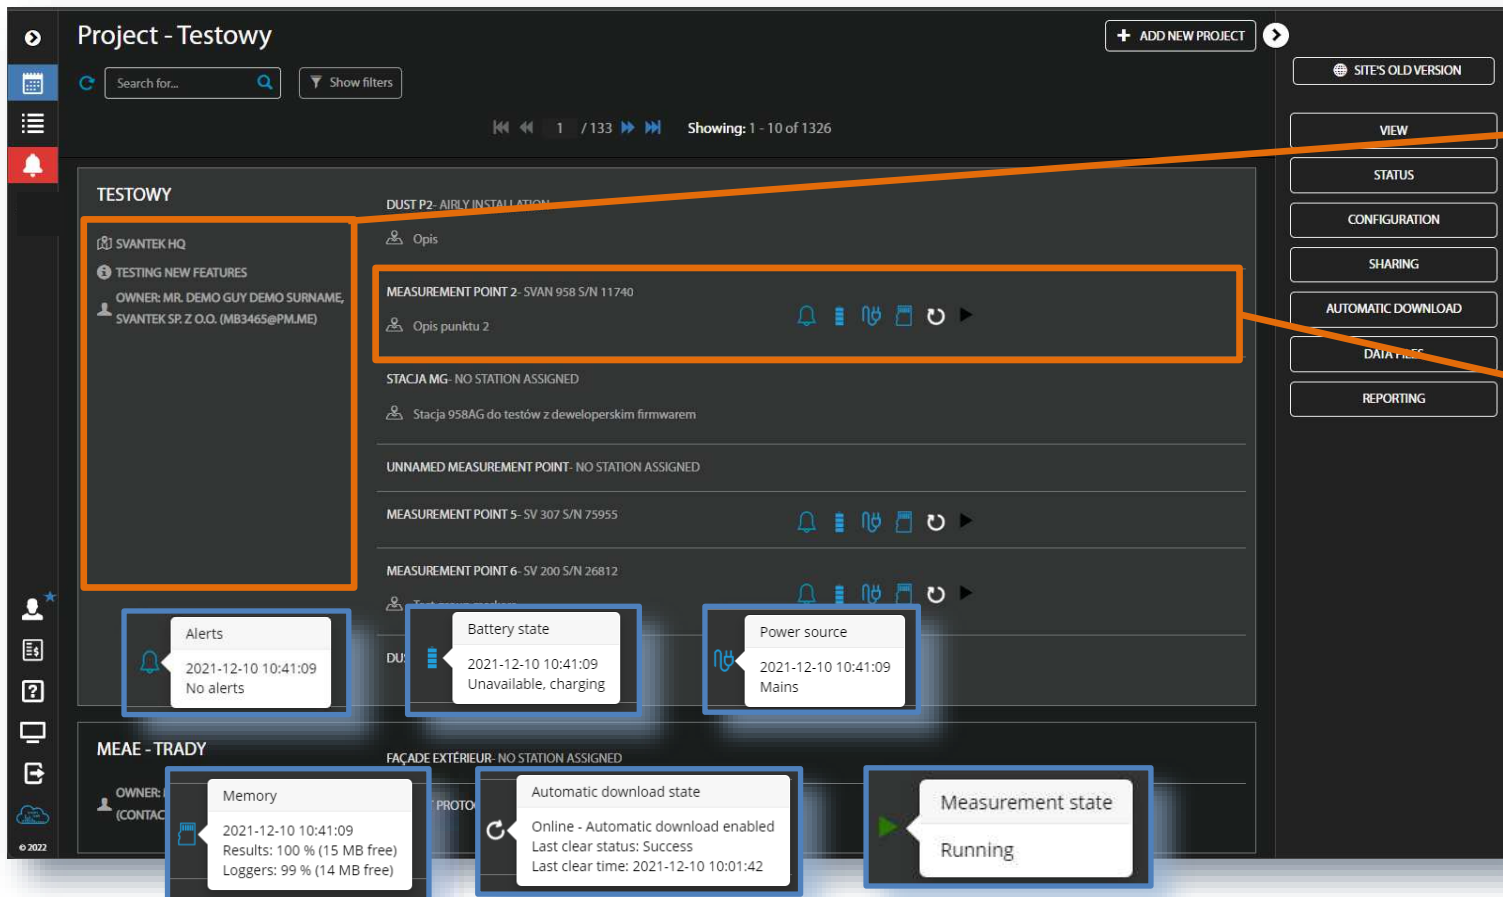 Project - Testowy
+ ADD NEW PROJECT
SITE'S OLD VERSION
Search for...
Show filters
1 / 133
Showing: 1 - 10 of 1326
VIEW
STATUS
CONFIGURATION
SHARING
AUTOMATIC DOWNLOAD
DATA FILES
REPORTING
TESTOWY
SVANTEK HQ
TESTING NEW FEATURES
OWNER: MR. DEMO GUY DEMO SURNAME,
SVANTEK SP. Z O.O. (MB3465@PM.ME)
DUST P2- AIRLY INSTALLATION
Opis
MEASUREMENT POINT 2- SVAN 958 S/N 11740
Opis punktu 2
STACJA MG- NO STATION ASSIGNED
Stacja 958AG do testów z deweloperskim firmwarem
UNNAMED MEASUREMENT POINT- NO STATION ASSIGNED
MEASUREMENT POINT 5- SV 307 S/N 75955
MEASUREMENT POINT 6- SV 200 S/N 26812
Alerts
2021-12-10 10:41:09
No alerts
Battery state
2021-12-10 10:41:09
Unavailable, charging
Power source
2021-12-10 10:41:09
Mains
MEAE - TRADY
OWNER:
FAÇADE EXTÉRIEUR- NO STATION ASSIGNED
Memory
2021-12-10 10:41:09
Results: 100 % (15 MB free)
Loggers: 99 % (14 MB free)
Automatic download state
Online - Automatic download enabled
Last clear status: Success
Last clear time: 2021-12-10 10:01:42
Measurement state
Running
© 2022